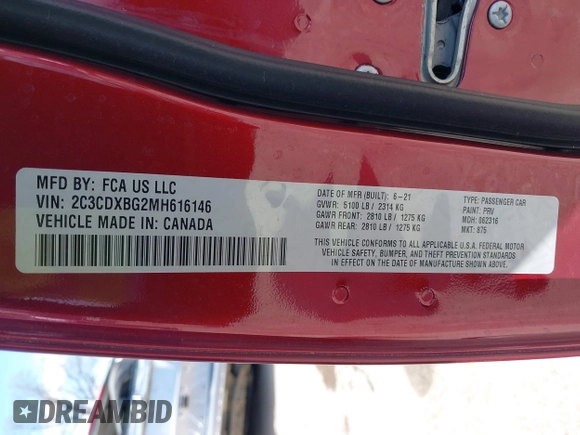 MFD BY: FCA US LLC
VIN: 2C3CDXBG2MH616146
VEHICLE MADE IN: CANADA
DATE OF MFR (BUILT): 6-21
GVWR: 5100 LB / 2314 KG
GAWR FRONT: 2810 LB / 1275 KG
GAWR REAR: 2810 LB / 1275 KG
TYPE: PASSENGER CAR
PAINT: PRV
MDH: 062316
MKT: 875
THIS VEHICLE CONFORMS TO ALL APPLICABLE U.S.A. FEDERAL MOTOR
VEHICLE SAFETY, BUMPER, AND THEFT PREVENTION STANDARDS
IN EFFECT ON THE DATE OF MANUFACTURE SHOWN ABOVE.
DREAMBID